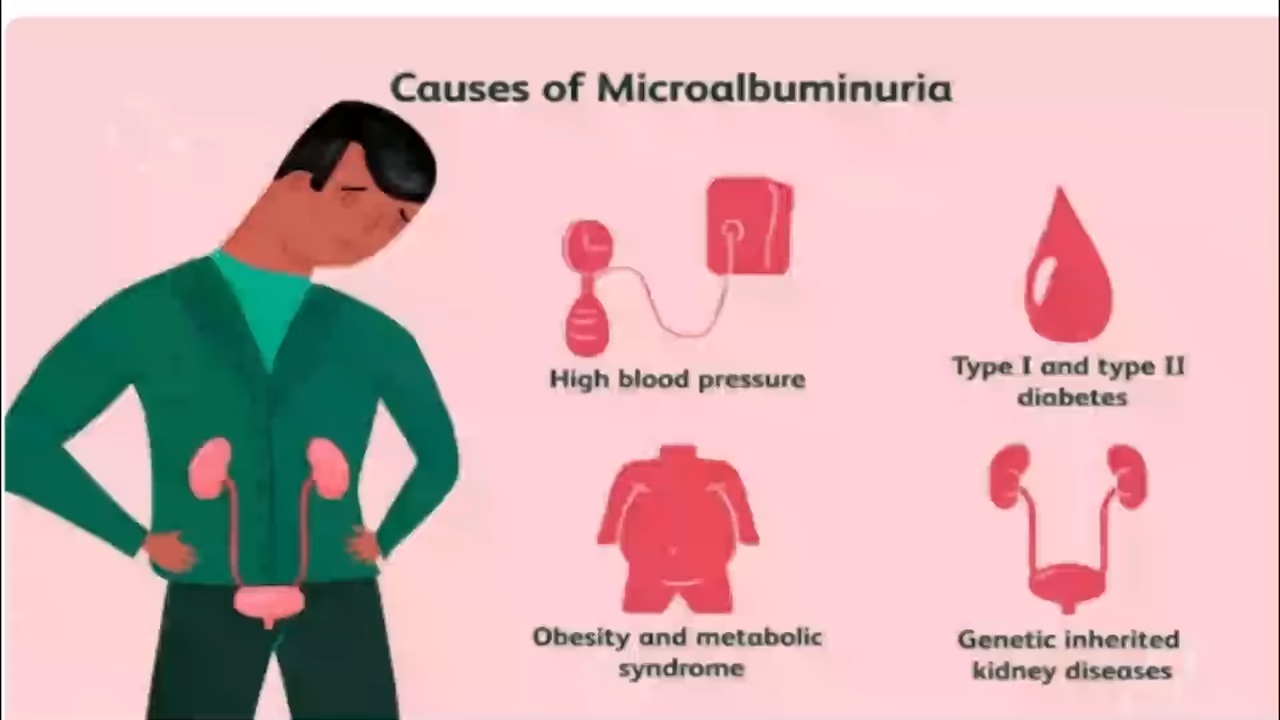 Causes of Microalbuminuria
High blood pressure
Type I and type II
diabetes
Obesity and metabolic
syndrome
Genetic inherited
kidney diseases